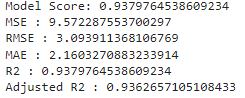 Model Score: 0.9379764538609234
MSE : 9.572287553700297
RMSE : 3.093911368106769
MAE : 2.1603270883233914
R2 : 0.9379764538609234
Adjusted R2 : 0.9362657105108433